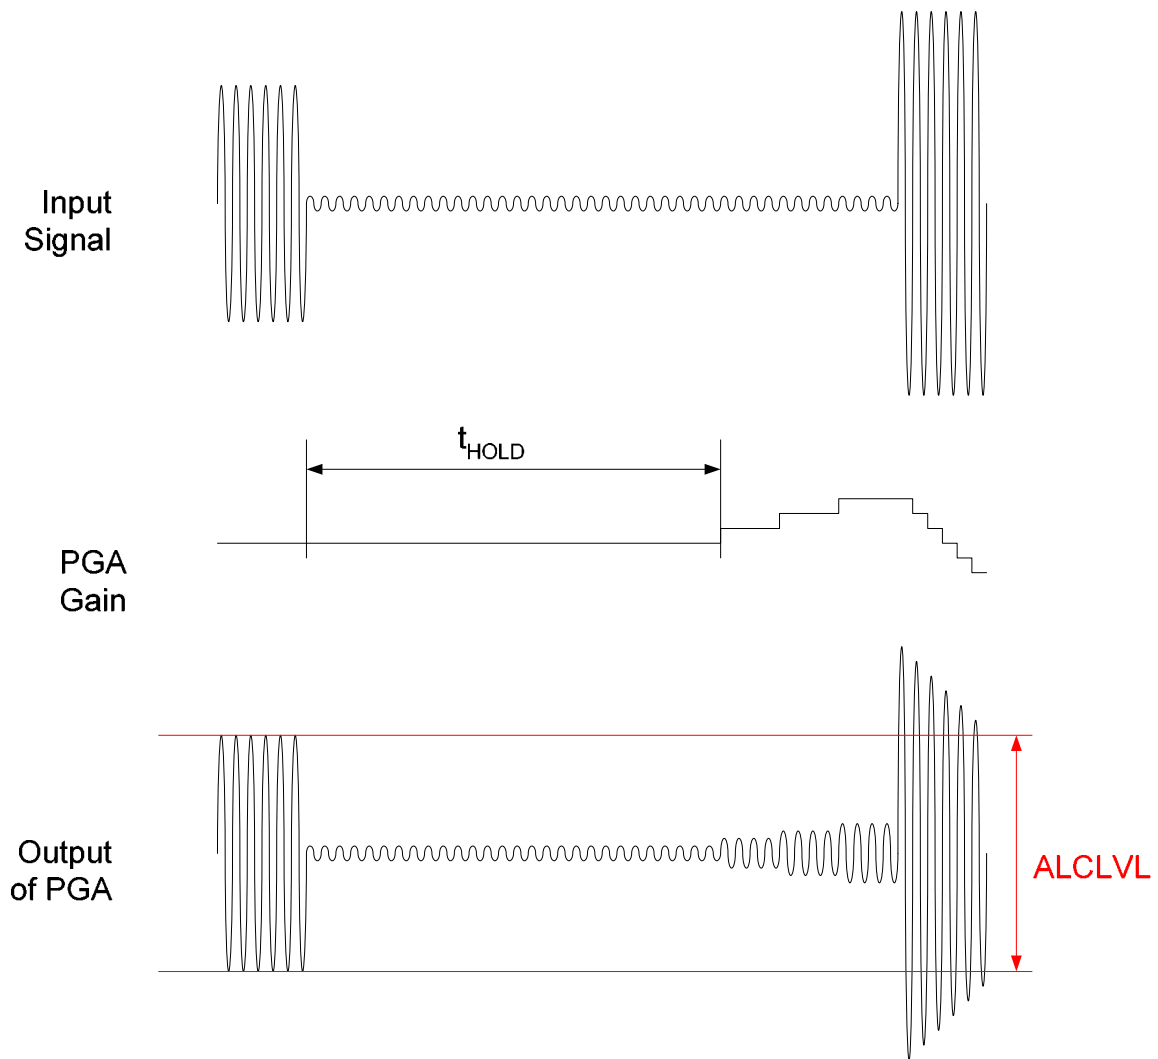 Input
Signal
tHOLD
PGA
Gain
Output
of PGA
ALCLVL